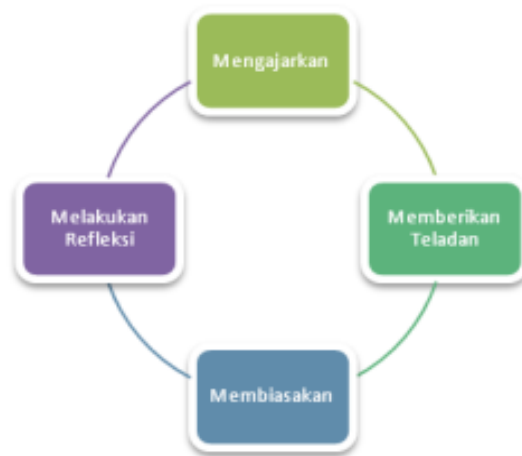 Mengajarkan
Memberikan
Teladan
Membiasakan
Melakukan
Refleksi